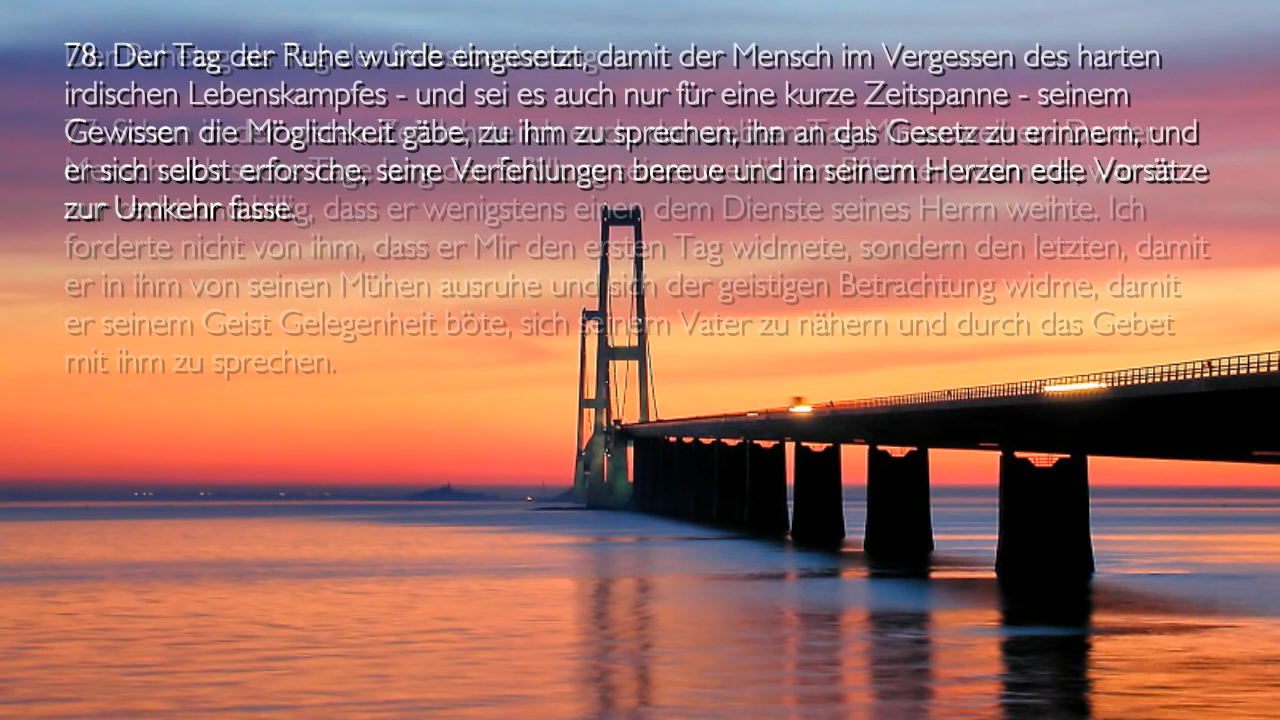 78. Der Tag der Ruhe wurde eingesetzt, damit der Mensch im Vergessen des harten
irdischen Lebenskampfes - und sei es auch nur für eine kurze Zeitspanne - seinem
Gewissen die Möglichkeit gäbe, zu ihm zu sprechen, ihn an das Gesetz zu erinnern, und
er sich selbst erforsche, seine Verfehlungen bereue und in seinem Herzen edle Vorsätze
zur Umkehr fasse.
dass er wenigstens einen dem Dienste seines Herrn weihte. Ich
forderte nicht von ihm, dass er Mir den ersten Tag widmete, sondern den letzten, damit
er in ihm von seinen Mühen ausruhe und sich der geistigen Betrachtung widme, damit
er seinem Geist Gelegenheit böte, sich seinem Vater zu nähern und durch das Gebet
mit ihm zu sprechen.